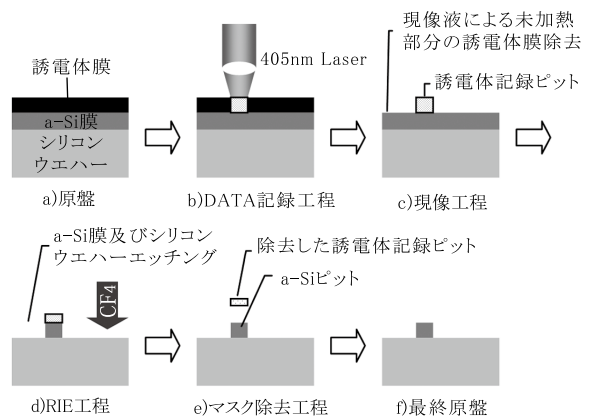 現像液による未加熱
部分の誘電体膜除去
405nm Laser
誘電体膜
誘電体記録ピット
a-Si膜
シリコン
ウエハー
a)原盤
b)DATA記録工程
c)現像工程
a-Si膜及びシリコン
ウエハーエッチング
除去した誘電体記録ピット
a-Siピット
CF4
d)RIE工程
e)マスク除去工程
f)最終原盤